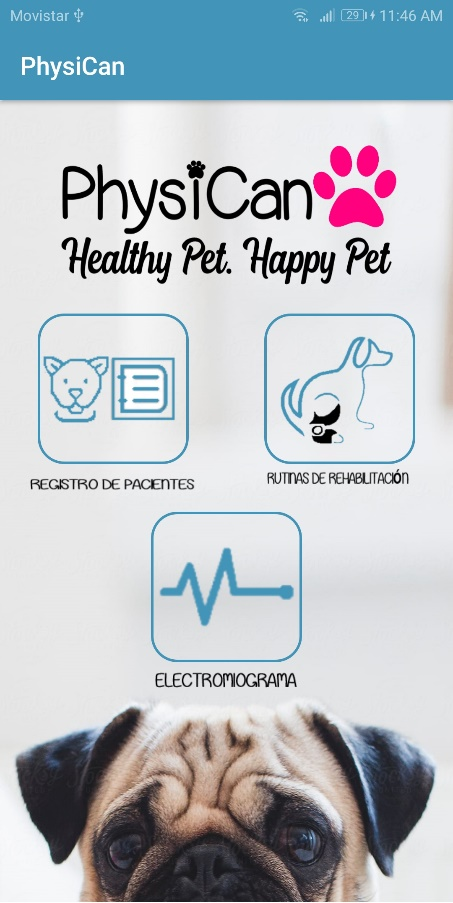 Movistar 29 11:46 AM
PhysiCan
PhysiCan
Healthy Pet. Happy Pet
REGISTRO DE PACIENTES
RUTINAS DE REHABILITACIÓN
ELECTROMIOGRAMA